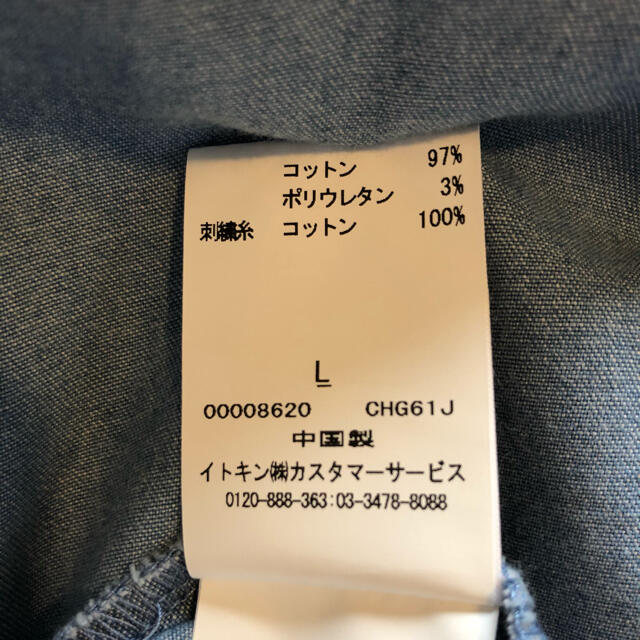 コットン 97%
ポリウレタン 3%
刺繍糸 コットン 100%
L
00008620 CHG61J
中国製
イトキン㈱カスタマーサービス
0120-888-363:03-3478-8088